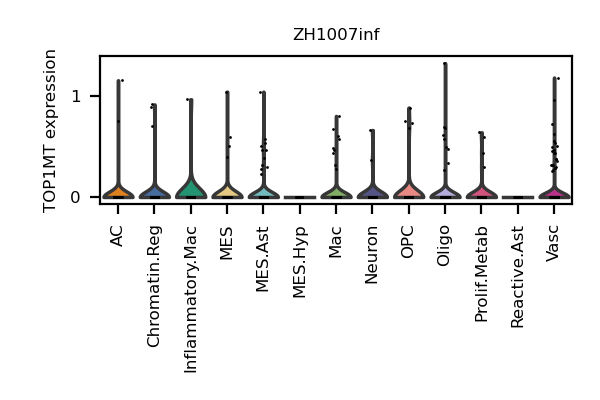 ZH1007inf
TOP1MT expression
1
0
AC
Chromatin.Reg
Inflammatory.Mac
MES
MES.Ast
MES.Hyp
Mac
Neuron
OPC
Oligo
Prolif.Metab
Reactive.Ast
Vasc